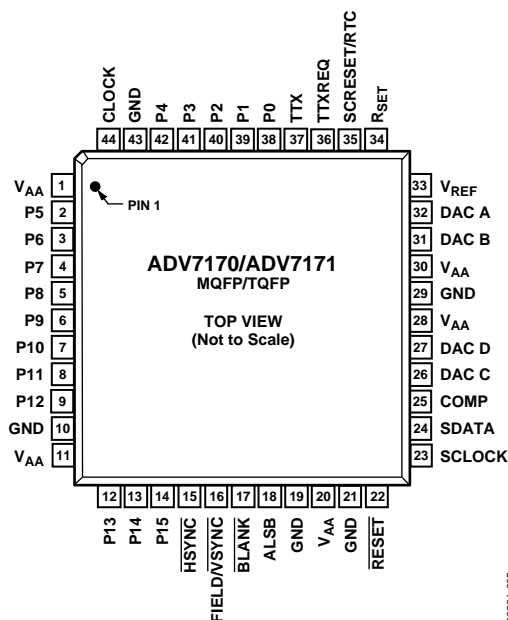 CLOCK GND P4 P3 P2 P1 P0 TTX TTXREQ SCRESET/RTC RSET
44 43 42 41 40 39 38 37 36 35 34
VAA 1
P5 2
P6 3
P7 4
P8 5
P9 6
P10 7
P11 8
P12 9
GND 10
VAA 11
PIN 1
ADV7170/ADV7171
MQFP/TQFP
TOP VIEW
(Not to Scale)
33 VREF
32 DAC A
31 DAC B
30 VAA
29 GND
28 VAA
27 DAC D
26 DAC C
25 COMP
24 SDATA
23 SCLOCK
12 13 14 15 16 17 18 19 20 21 22
P13 P14 P15 HSYNC FIELD/VSYNC BLANK ALSB GND VAA GND RESET